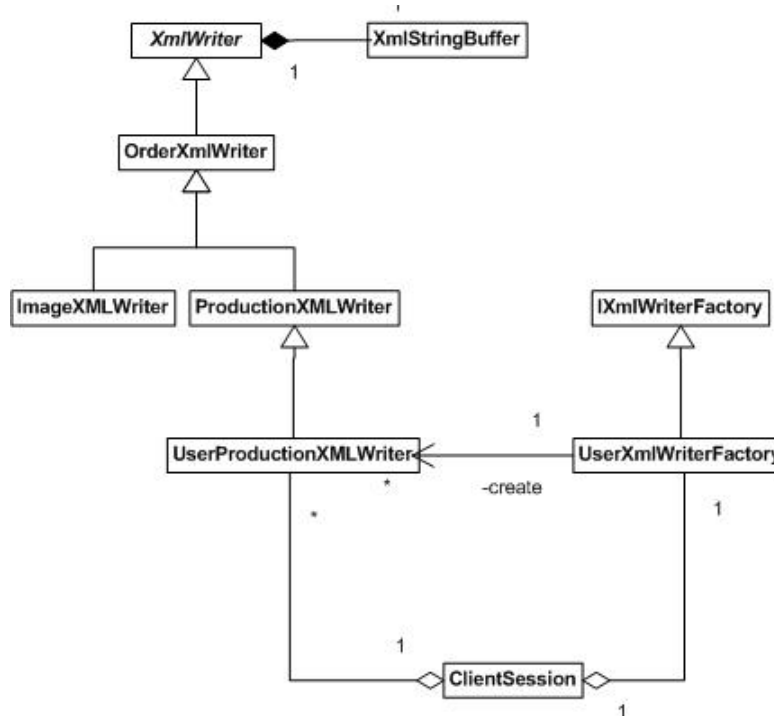 XmlWriter
XmlStringBuffer
1
OrderXmlWriter
ImageXMLWriter
ProductionXMLWriter
IXmlWriterFactory
1
UserProductionXMLWriter
UserXmlWriterFactory
*
-create
*
1
1
ClientSession
1